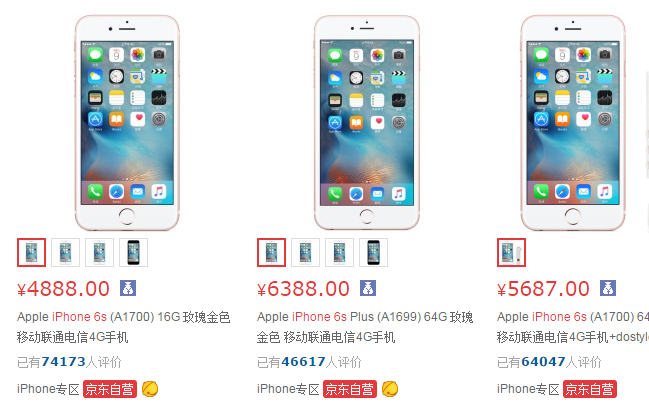 ¥4888.00
Apple iPhone 6s (A1700) 16G 玫瑰金色
移动联通电信4G手机
已有74173人评价
iPhone专区 京东自营
¥6388.00
Apple iPhone 6s Plus (A1699) 64G 玫瑰
金色 移动联通电信4G手机
已有46617人评价
iPhone专区 京东自营
¥5687.00
Apple iPhone 6s (A1700) 64
移动联通电信4G手机+dostyle
已有64047人评价
iPhone专区 京东自营